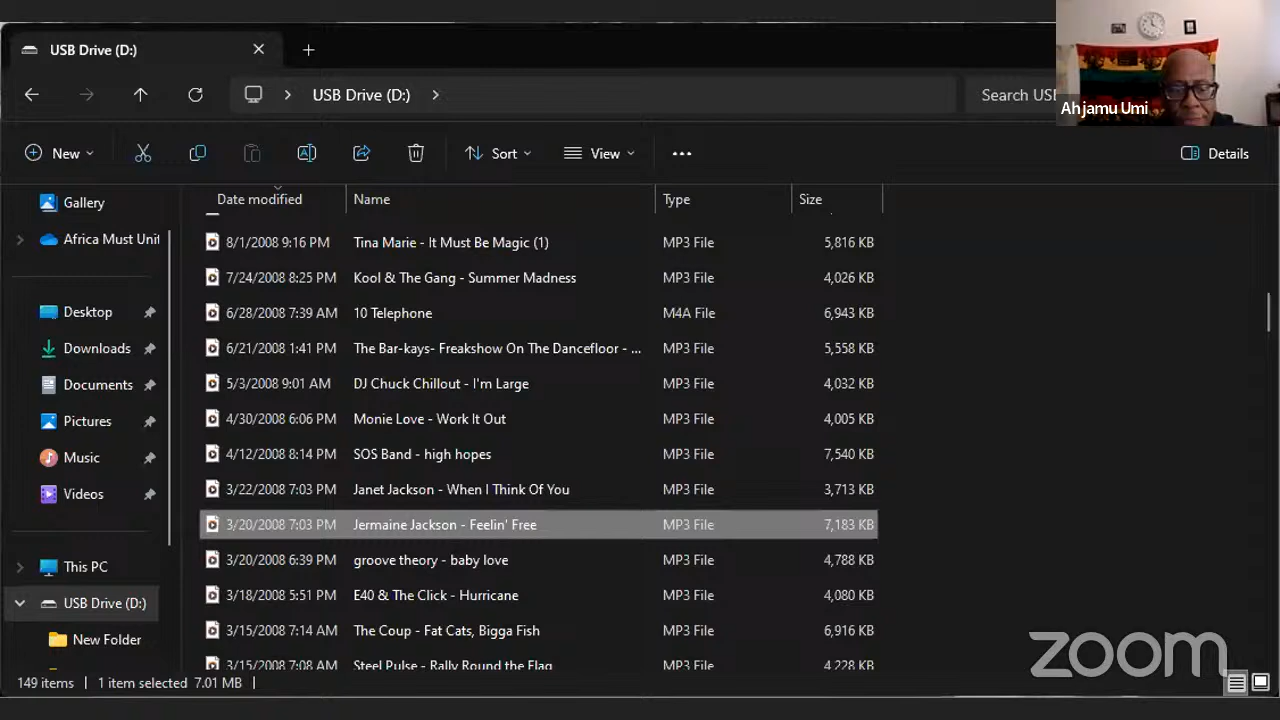 USB Drive (D:)
USB Drive (D:)
Search USB
Ahjamu Umi
New
Sort
View
Details
Date modified Name Type Size
Gallery
Africa Must Unit
Desktop
Downloads
Documents
Pictures
Music
Videos
This PC
USB Drive (D:)
New Folder
8/1/2008 9:16 PM Tina Marie - It Must Be Magic (1) MP3 File 5,816 KB
7/24/2008 8:25 PM Kool & The Gang - Summer Madness MP3 File 4,026 KB
6/28/2008 7:39 AM 10 Telephone M4A File 6,943 KB
6/21/2008 1:41 PM The Bar-kays- Freakshow On The Dancefloor - ... MP3 File 5,558 KB
5/3/2008 9:01 AM DJ Chuck Chillout - I'm Large MP3 File 4,032 KB
4/30/2008 6:06 PM Monie Love - Work It Out MP3 File 4,005 KB
4/12/2008 8:14 PM SOS Band - high hopes MP3 File 7,540 KB
3/22/2008 7:03 PM Janet Jackson - When I Think Of You MP3 File 3,713 KB
3/20/2008 7:03 PM Jermaine Jackson - Feelin' Free MP3 File 7,183 KB
3/20/2008 6:39 PM groove theory - baby love MP3 File 4,788 KB
3/18/2008 5:51 PM E40 & The Click - Hurricane MP3 File 4,080 KB
3/15/2008 7:14 AM The Coup - Fat Cats, Bigga Fish MP3 File 6,916 KB
3/15/2008 7:08 AM Steel Pulse - Rally Round the Flag MP3 File 4,228 KB
149 items 1 item selected 7.01 MB
zoom